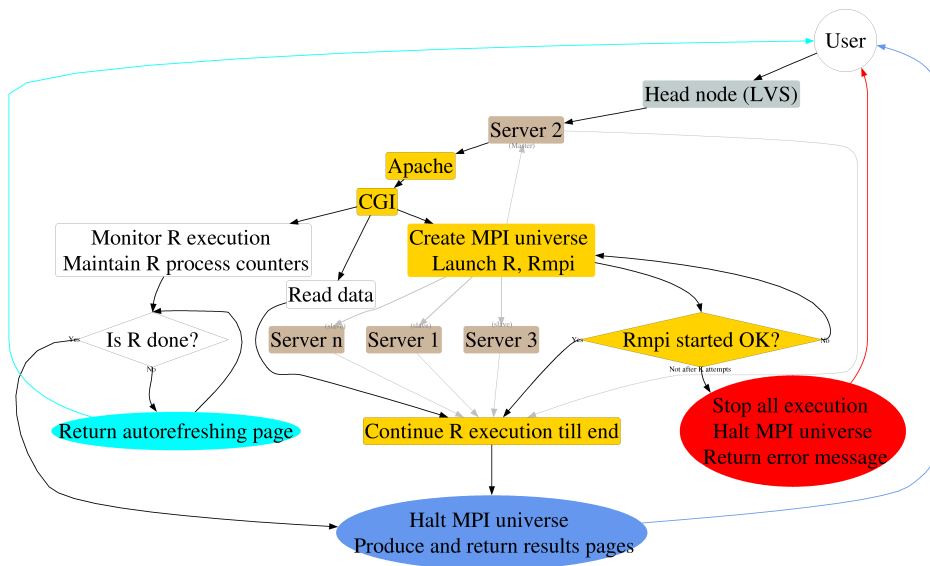 User
Head node (LVS)
Server 2
(Master)
Apache
CGI
Monitor R execution
Maintain R process counters
Create MPI universe
Launch R, Rmpi
Read data
(slave)
(slave)
(slave)
Server n
Server 1
Server 3
Is R done?
Rmpi started OK?
Yes
No
Yes
No
Not after K attempts
Return autorefreshing page
Continue R execution till end
Stop all execution
Halt MPI universe
Return error message
Halt MPI universe
Produce and return results pages